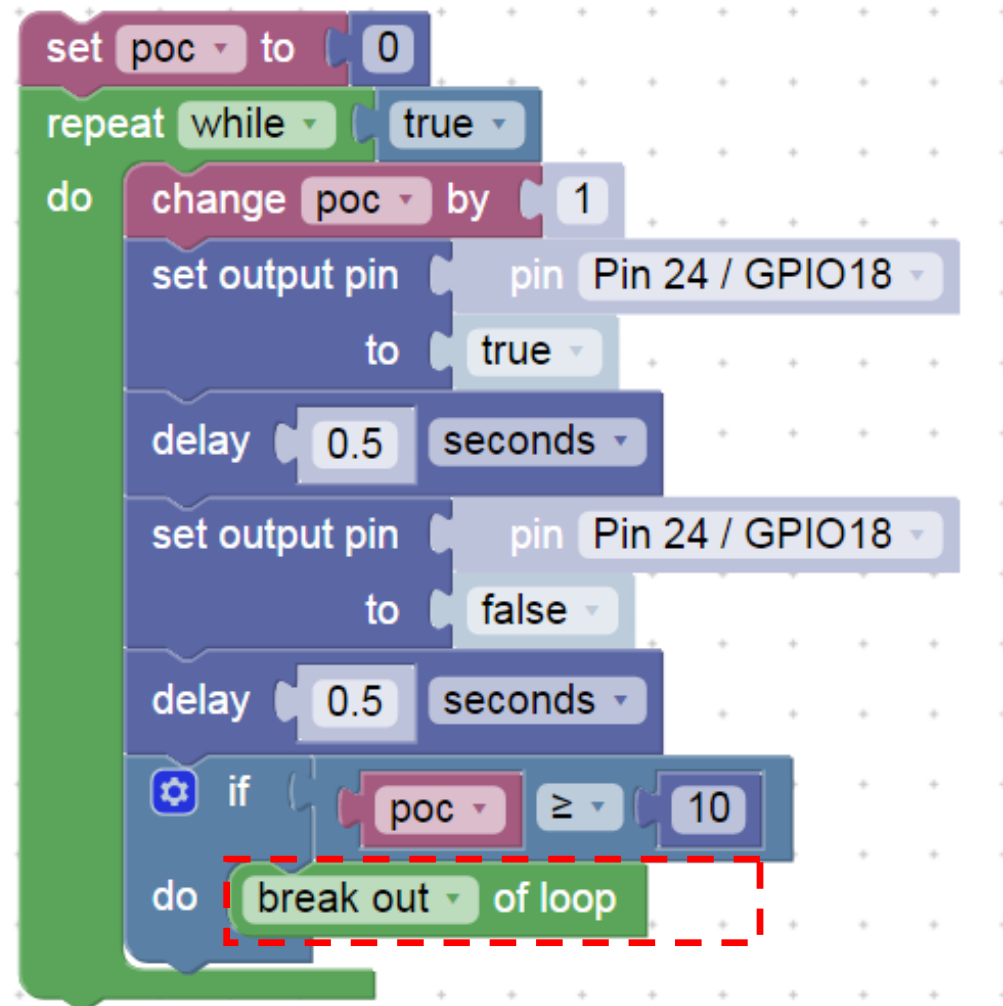 set poc to 0
repeat while true
do change poc by 1
set output pin pin Pin 24 / GPIO18
to true
delay 0.5 seconds
set output pin pin Pin 24 / GPIO18
to false
delay 0.5 seconds
if poc ≥ 10
do break out of loop